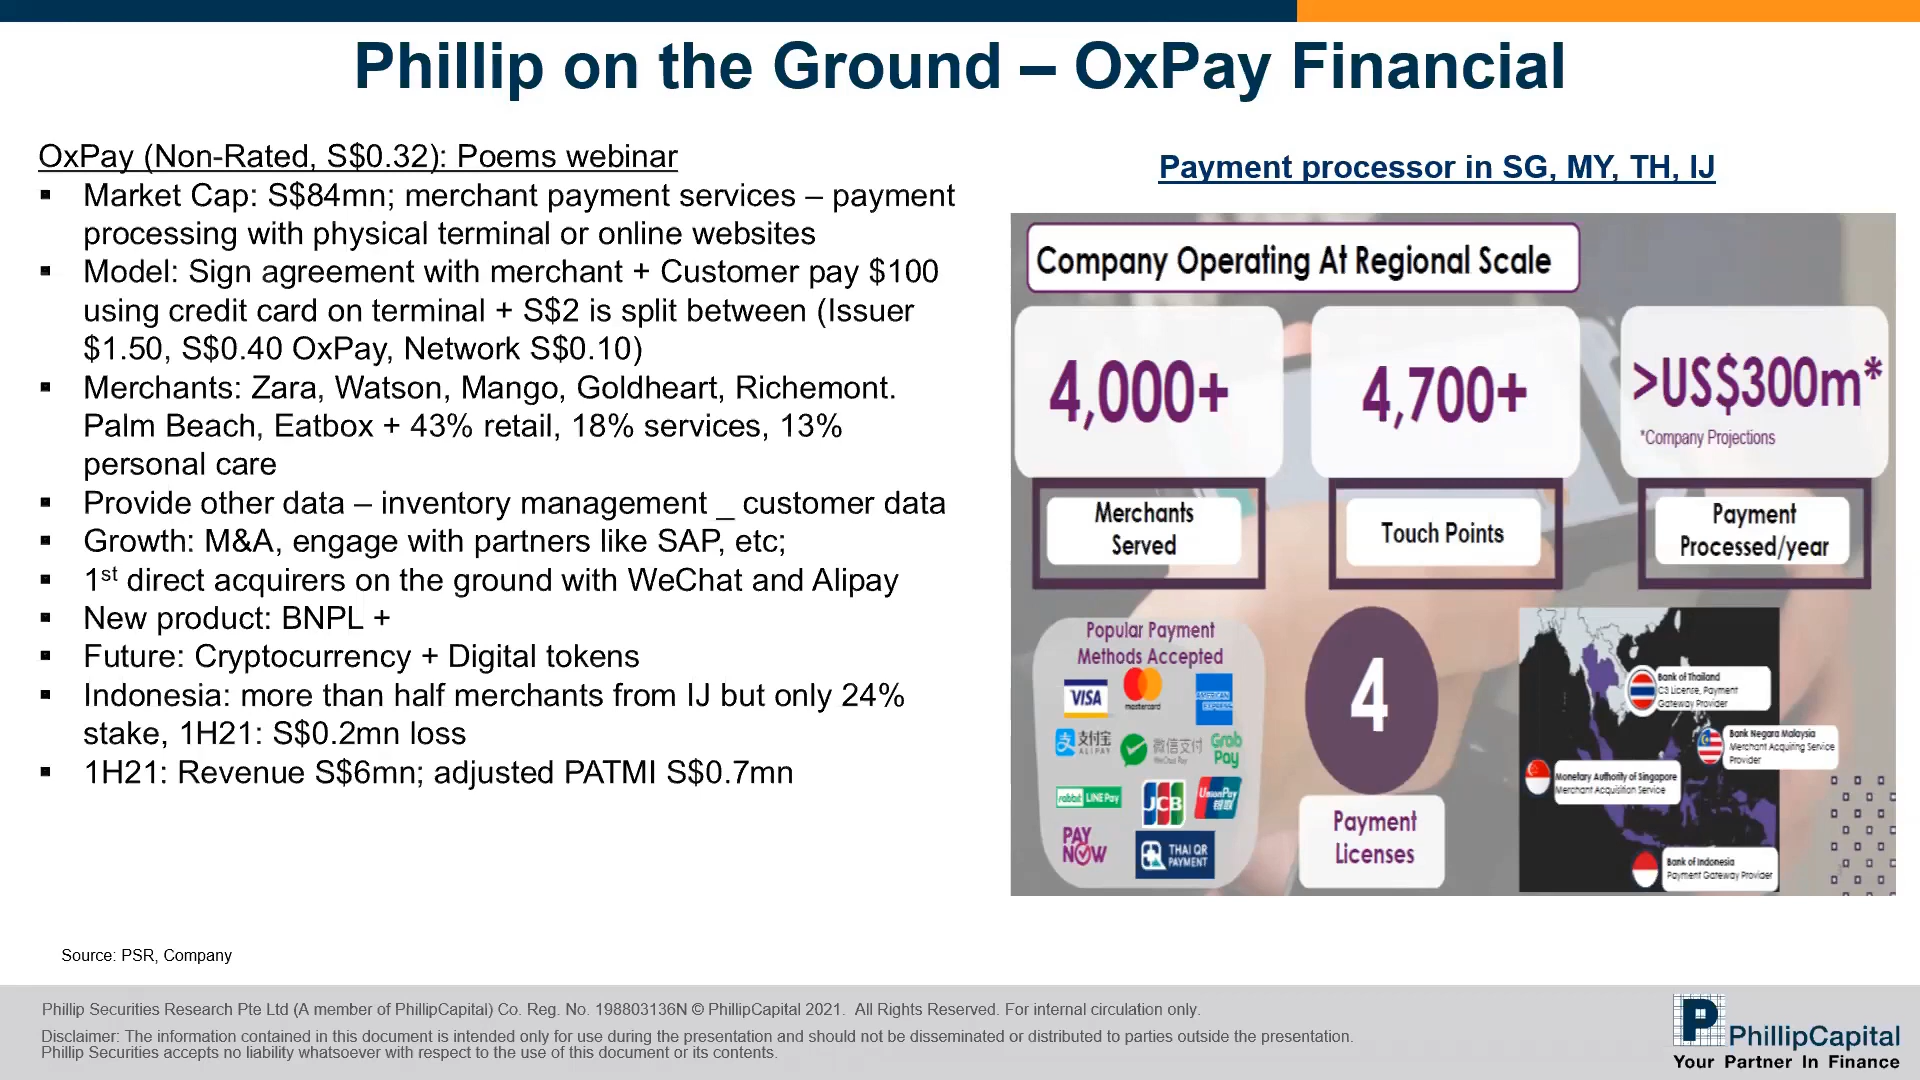 Phillip on the Ground – OxPay Financial
OxPay (Non-Rated, S$0.32): Poems webinar
▪ Market Cap: S$84mn; merchant payment services – payment
processing with physical terminal or online websites
▪ Model: Sign agreement with merchant + Customer pay $100
using credit card on terminal + S$2 is split between (Issuer
$1.50, S$0.40 OxPay, Network S$0.10)
▪ Merchants: Zara, Watson, Mango, Goldheart, Richemont.
Palm Beach, Eatbox + 43% retail, 18% services, 13%
personal care
▪ Provide other data – inventory management _ customer data
▪ Growth: M&A, engage with partners like SAP, etc;
▪ 1st direct acquirers on the ground with WeChat and Alipay
▪ New product: BNPL +
▪ Future: Cryptocurrency + Digital tokens
▪ Indonesia: more than half merchants from IJ but only 24%
stake, 1H21: S$0.2mn loss
▪ 1H21: Revenue S$6mn; adjusted PATMI S$0.7mn
Payment processor in SG, MY, TH, IJ
Company Operating At Regional Scale
4,000+
Merchants
Served
4,700+
Touch Points
>US$300m*
*Company Projections
Payment
Processed/year
Popular Payment
Methods Accepted
VISA
mastercard
AMERICAN
EXPRESS
支付宝
ALIPAY
微信支付
WeChat Pay
Grab
Pay
rabbit LINE Pay
JCB
UnionPay
银联
PAY
NOW
THAI QR
PAYMENT
4
Payment
Licenses
Bank of Thailand
C3 License, Payment
Gateway Provider
Bank Negara Malaysia
Merchant Acquiring Service
Provider
Monetary Authority of Singapore
Merchant Acquisition Service
Bank of Indonesia
Payment Gateway Provider
Source: PSR, Company
Phillip Securities Research Pte Ltd (A member of PhillipCapital) Co. Reg. No. 198803136N © PhillipCapital 2021. All Rights Reserved. For internal circulation only.
Disclaimer: The information contained in this document is intended only for use during the presentation and should not be disseminated or distributed to parties outside the presentation.
Phillip Securities accepts no liability whatsoever with respect to the use of this document or its contents.
PhillipCapital
Your Partner In Finance